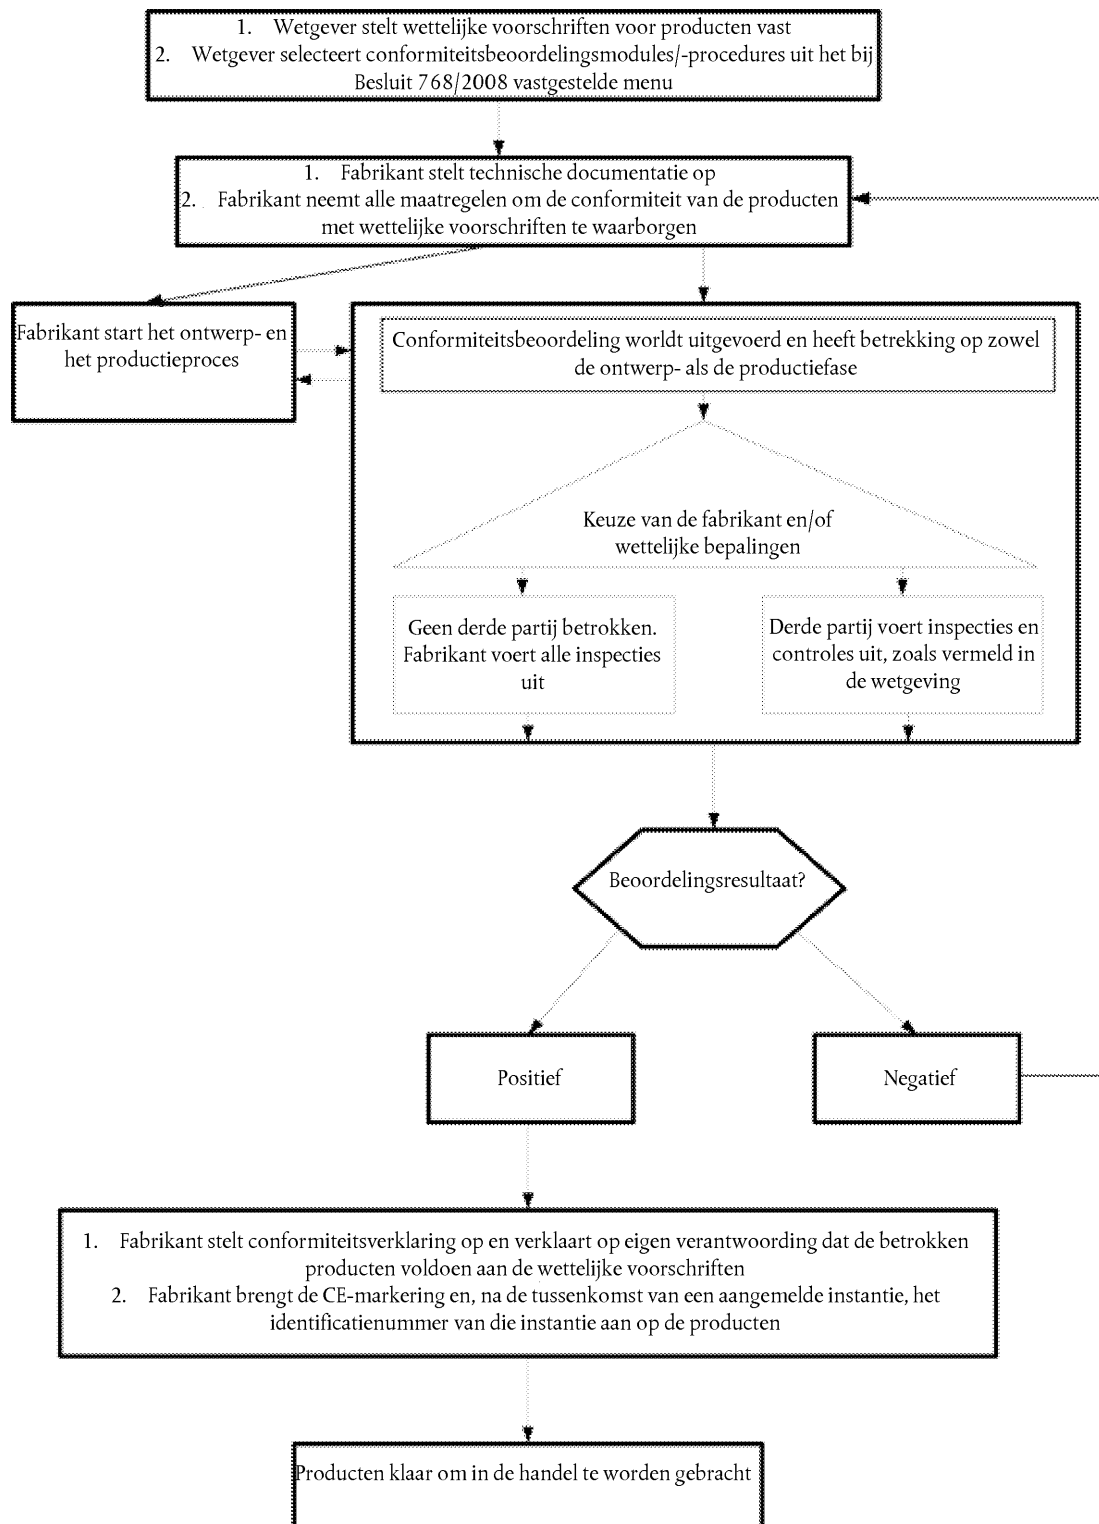 1. Wetgever stelt wettelijke voorschriften voor producten vast
2. Wetgever selecteert conformiteitsbeoordelingsmodules/-procedures uit het bij
Besluit 768/2008 vastgestelde menu
1. Fabrikant stelt technische documentatie op
2. Fabrikant neemt alle maatregelen om de conformiteit van de producten
met wettelijke voorschriften te waarborgen
Fabrikant start het ontwerp- en
het productieproces
Conformiteitsbeoordeling worldt uitgevoerd en heeft betrekking op zowel
de ontwerp- als de productiefase
Keuze van de fabrikant en/of
wettelijke bepalingen
Geen derde partij betrokken.
Fabrikant voert alle inspecties
uit
Derde partij voert inspecties en
controles uit, zoals vermeld in
de wetgeving
Beoordelingsresultaat?
Positief
Negatief
1. Fabrikant stelt conformiteitsverklaring op en verklaart op eigen verantwoording dat de betrokken
producten voldoen aan de wettelijke voorschriften
2. Fabrikant brengt de CE-markering en, na de tussenkomst van een aangemelde instantie, het
identificatienummer van die instantie aan op de producten
Producten klaar om in de handel te worden gebracht